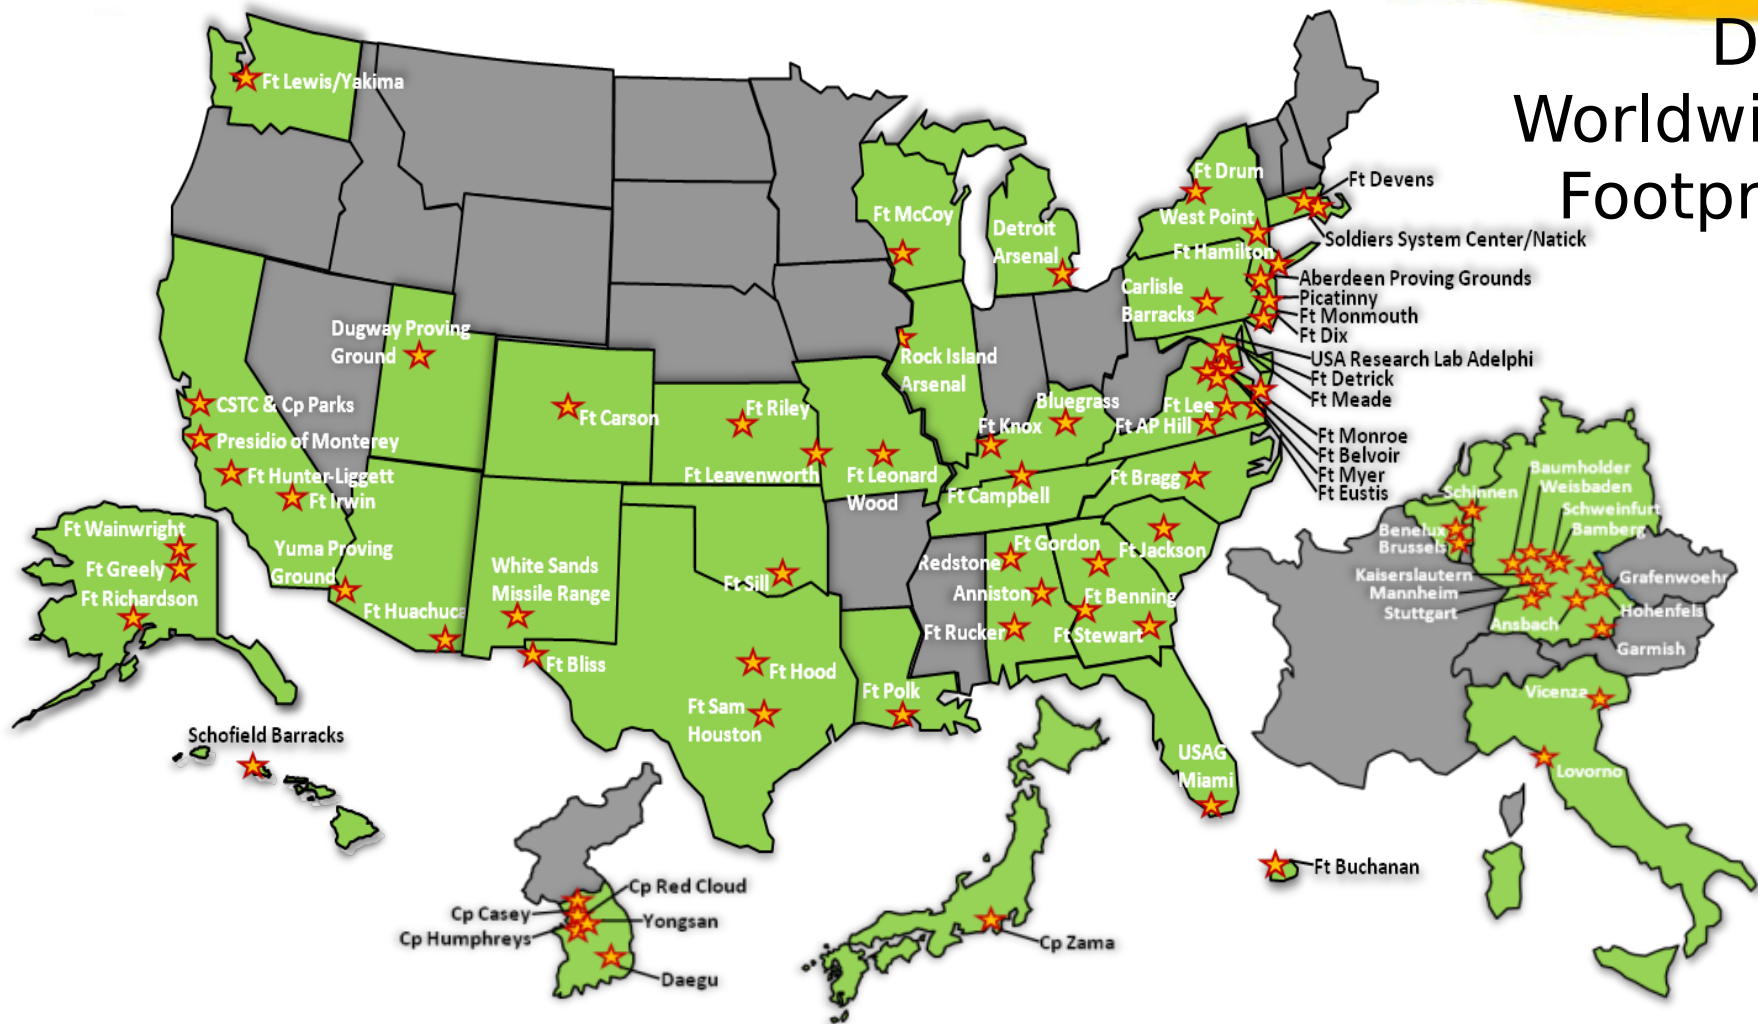 D
Worldwi
Footpr
Ft Lewis/Yakima
Ft Drum
Ft Devens
West Point
Ft McCoy
Detroit
Arsenal
Soldiers System Center/Natick
Ft Hamilton
Aberdeen Proving Grounds
Carlisle
Barracks
Picatinny
Ft Monmouth
Ft Dix
Dugway Proving
Ground
Rock Island
Arsenal
USA Research Lab Adelphi
Ft Detrick
Ft Meade
CSTC & Cp Parks
Ft Carson
Ft Riley
Bluegrass
Ft Lee
Ft Knox
Ft AP Hill
Presidio of Monterey
Ft Monroe
Ft Belvoir
Ft Myer
Ft Eustis
Ft Hunter-Liggett
Ft Irwin
Ft Leavenworth
Ft Leonard
Wood
Ft Campbell
Ft Bragg
Baumholder
Weisbaden
Schinnen
Schweinfurt
Bamberg
Benelux
Brussels
Ft Wainwright
Ft Greely
Ft Richardson
Yuma Proving
Ground
White Sands
Missile Range
Ft Sill
Redstone
Ft Gordon
Ft Jackson
Anniston
Ft Benning
Kaiserslautern
Mannheim
Stuttgart
Grafenwoehr
Hohenfels
Ansbach
Garmish
Ft Huachuca
Ft Rucker
Ft Stewart
Ft Bliss
Ft Hood
Ft Polk
Ft Sam
Houston
Vicenza
Schofield Barracks
USAG
Miami
Lovorno
Cp Red Cloud
Cp Casey
Yongsan
Cp Humphreys
Daegu
Cp Zama
Ft Buchanan